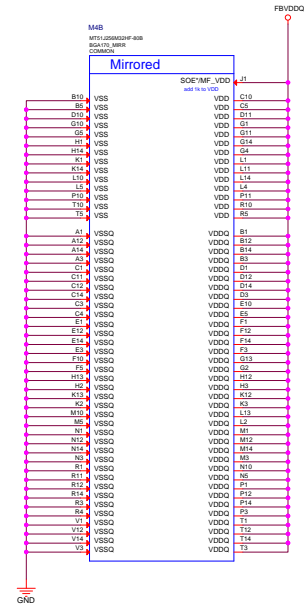 FBVDDQ
M4B
MT51J256M32HF-80B
BGA170_MIRR
COMMON
Mirrored
SOE*/MF_VDD J1
add 1k to VDD
B10 VSS VDD C10
B5 VSS VDD C5
D10 VSS VDD D11
G10 VSS VDD G1
G5 VSS VDD G11
H1 VSS VDD G14
H14 VSS VDD G4
K1 VSS VDD L1
K14 VSS VDD L11
L10 VSS VDD L14
L5 VSS VDD L4
P10 VSS VDD P11
T10 VSS VDD R10
T5 VSS VDD R5
A1 VSSQ VDDQ B1
A12 VSSQ VDDQ B12
A14 VSSQ VDDQ B14
A3 VSSQ VDDQ B3
C1 VSSQ VDDQ D1
C11 VSSQ VDDQ D12
C12 VSSQ VDDQ D14
C14 VSSQ VDDQ D3
C3 VSSQ VDDQ E10
C4 VSSQ VDDQ E5
E1 VSSQ VDDQ F1
E12 VSSQ VDDQ F12
E14 VSSQ VDDQ F14
E3 VSSQ VDDQ F3
F10 VSSQ VDDQ G13
F5 VSSQ VDDQ G2
H13 VSSQ VDDQ H12
H2 VSSQ VDDQ H3
K13 VSSQ VDDQ K12
K2 VSSQ VDDQ K3
M10 VSSQ VDDQ L13
M5 VSSQ VDDQ L2
N1 VSSQ VDDQ M1
N12 VSSQ VDDQ M12
N14 VSSQ VDDQ M14
N3 VSSQ VDDQ M3
R1 VSSQ VDDQ N10
R11 VSSQ VDDQ N5
R12 VSSQ VDDQ P1
R14 VSSQ VDDQ P12
R3 VSSQ VDDQ P14
R4 VSSQ VDDQ P3
V1 VSSQ VDDQ T1
V12 VSSQ VDDQ T12
V14 VSSQ VDDQ T14
V3 VSSQ VDDQ T3
GND